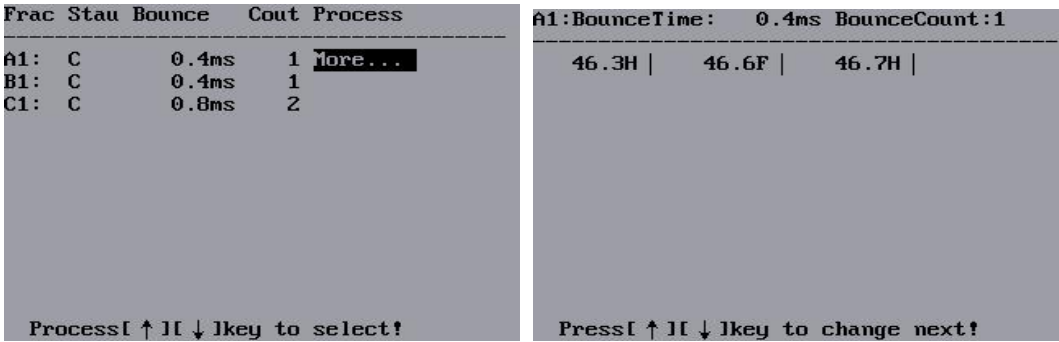 Frac Stau Bounce Cout Process
A1: C 0.4ms 1 More...
B1: C 0.4ms 1
C1: C 0.8ms 2
Process[↑][↓]key to select!
A1:BounceTime: 0.4ms BounceCount:1
46.3H | 46.6F | 46.7H |
Press[↑][↓]key to change next!